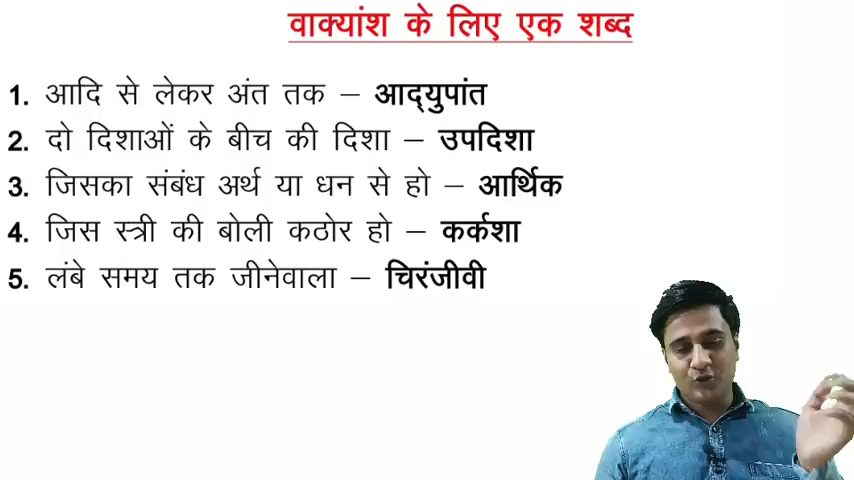 वाक्यांश के लिए एक शब्द
1. आदि से लेकर अंत तक – आद्‌युपांत
2. दो दिशाओं के बीच की दिशा – उपदिशा
3. जिसका संबंध अर्थ या धन से हो – आर्थिक
4. जिस स्त्री की बोली कठोर हो – कर्कशा
5. लंबे समय तक जीनेवाला – चिरंजीवी